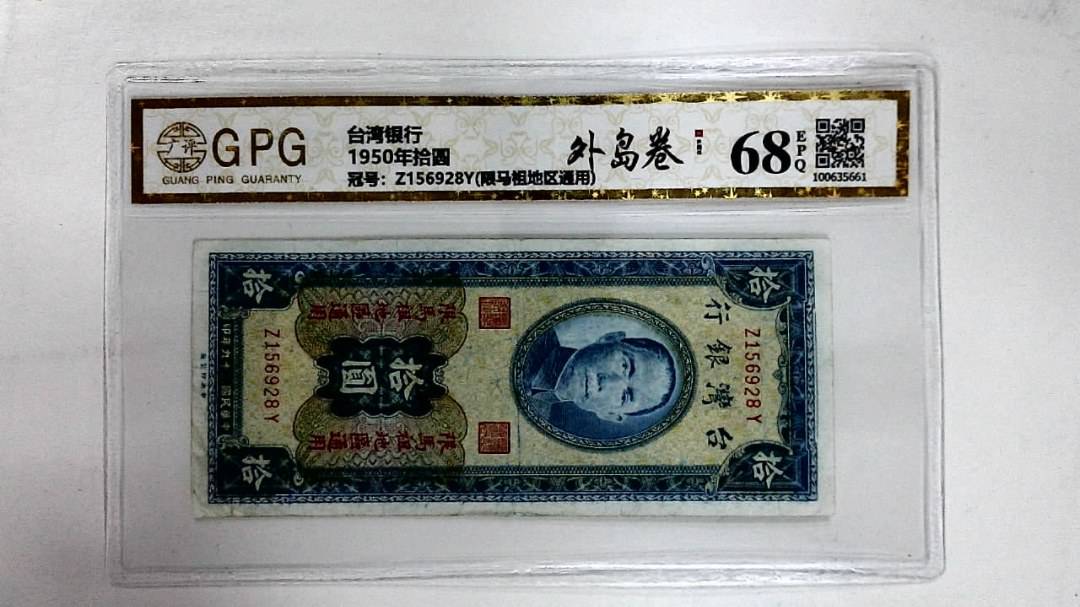 广评
GPG
GUANG PING GUARANTY
台湾银行
1950年拾圆
冠号：Z156928Y(限马祖地区通用)
外岛卷
68
EPQ
100635661
台灣銀行
Z156928Y
拾
拾
拾圓
限馬祖地區通用
限馬祖地區通用
Z156928Y
拾
拾